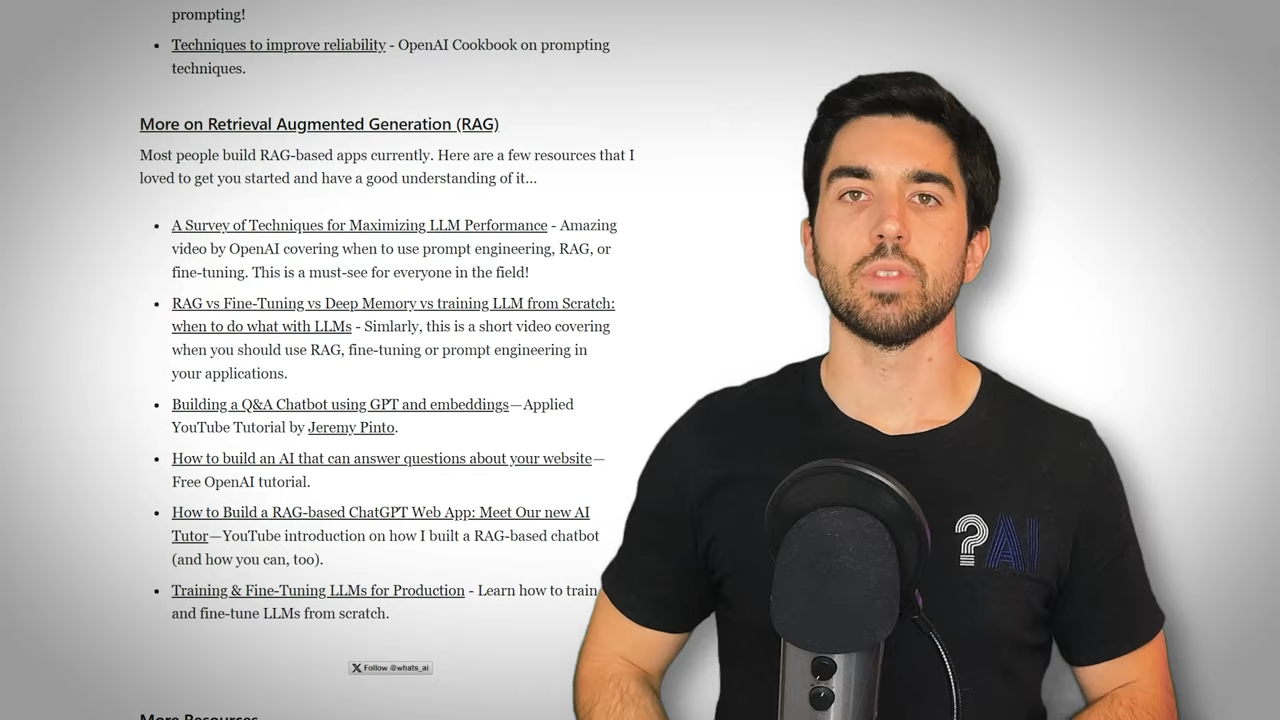 prompting!
• Techniques to improve reliability - OpenAI Cookbook on prompting
techniques.
More on Retrieval Augmented Generation (RAG)
Most people build RAG-based apps currently. Here are a few resources that I
loved to get you started and have a good understanding of it...
• A Survey of Techniques for Maximizing LLM Performance - Amazing
video by OpenAI covering when to use prompt engineering, RAG, or
fine-tuning. This is a must-see for everyone in the field!
• RAG vs Fine-Tuning vs Deep Memory vs training LLM from Scratch:
when to do what with LLMs - Simlarly, this is a short video covering
when you should use RAG, fine-tuning or prompt engineering in
your applications.
• Building a Q&A Chatbot using GPT and embeddings—Applied
YouTube Tutorial by Jeremy Pinto.
• How to build an AI that can answer questions about your website—
Free OpenAI tutorial.
• How to Build a RAG-based ChatGPT Web App: Meet Our new AI
Tutor—YouTube introduction on how I built a RAG-based chatbot
(and how you can, too).
• Training & Fine-Tuning LLMs for Production - Learn how to train
and fine-tune LLMs from scratch.
X Follow @whats_ai
More Resources
?AI